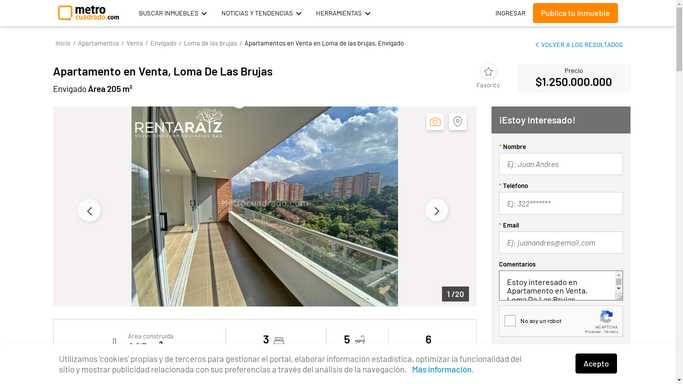 metro
cuadrado.com
BUSCAR INMUEBLES
NOTICIAS Y TENDENCIAS
HERRAMIENTAS
INGRESAR
Publica tu inmueble
Inicio / Apartamentos / Venta / Envigado / Loma de las brujas / Apartamentos en Venta en Loma de las brujas, Envigado
VOLVER A LOS RESULTADOS
Apartamento en Venta, Loma De Las Brujas
Envigado Área 205 m²
Favorito
Precio
$1.250.000.000
RENTARAÍZ
Metrocuadrado.com
1 / 20
¡Estoy Interesado!
* Nombre
Ej: Juan Andres
* Teléfono
Ej: 322*******
* Email
Ej: juanandres@email.com
Comentarios
Estoy interesado en
Apartamento en Venta,
Loma De Las Brujas
No soy un robot
reCAPTCHA
Privacidad - Términos
Área construida
3
5
6
Utilizamos 'cookies' propias y de terceros para gestionar el portal, elaborar información estadística, optimizar la funcionalidad del
sitio y mostrar publicidad relacionada con sus preferencias a través del análisis de la navegación. Más información.
Acepto